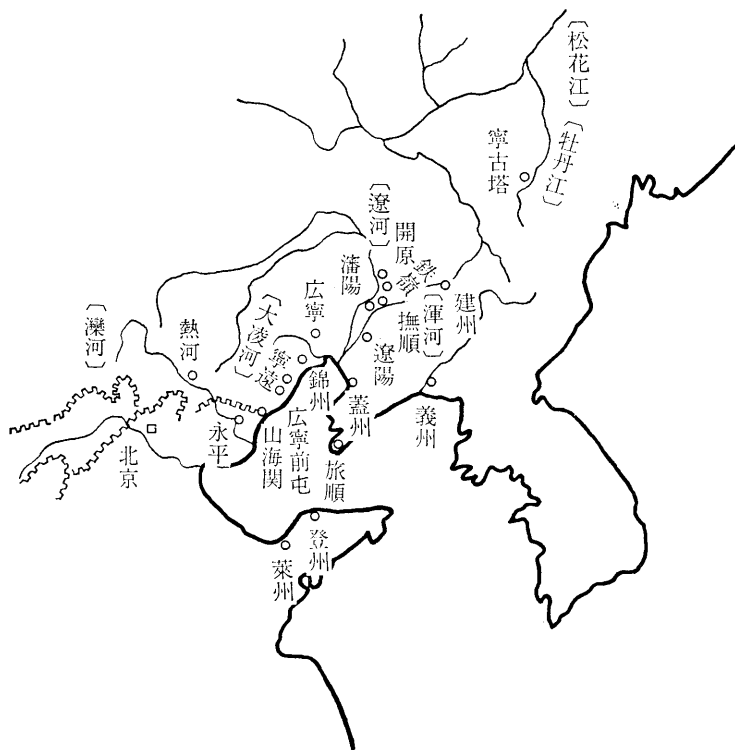 〔松花江〕
〔牡丹江〕
寧古塔
〔遼河〕
開原
鉄嶺
瀋陽
撫順
〔渾河〕
建州
広寧
〔大凌河〕
寧遠
遼陽
熱河
〔灤河〕
錦州
蓋州
義州
広寧前屯
山海関
永平
北京
旅順
登州
萊州